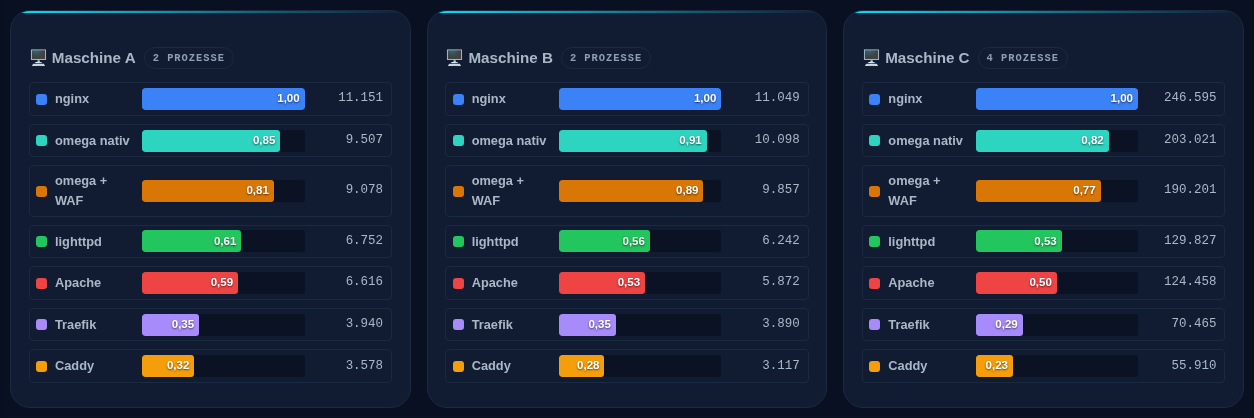 Maschine A 2 PROZESSE
nginx 1,00 11.151
omega nativ 0,85 9.507
omega +
WAF 0,81 9.078
lighttpd 0,61 6.752
Apache 0,59 6.616
Traefik 0,35 3.940
Caddy 0,32 3.578
Maschine B 2 PROZESSE
nginx 1,00 11.049
omega nativ 0,91 10.098
omega +
WAF 0,89 9.857
lighttpd 0,56 6.242
Apache 0,53 5.872
Traefik 0,35 3.890
Caddy 0,28 3.117
Maschine C 4 PROZESSE
nginx 1,00 246.595
omega nativ 0,82 203.021
omega +
WAF 0,77 190.201
lighttpd 0,53 129.827
Apache 0,50 124.458
Traefik 0,29 70.465
Caddy 0,23 55.910